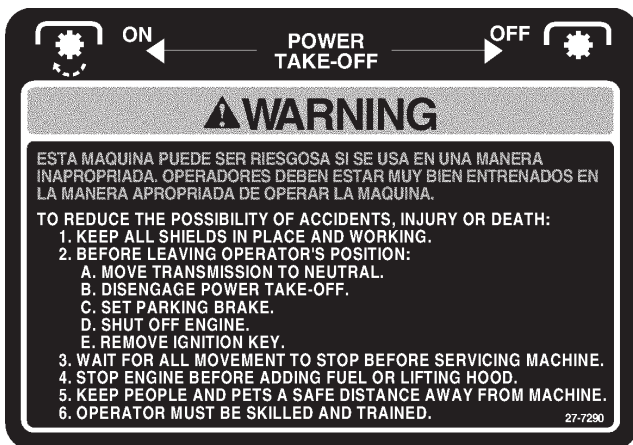 ON POWER OFF
TAKE-OFF
WARNING
ESTA MAQUINA PUEDE SER RIESGOSA SI SE USA EN UNA MANERA
INAPROPRIADA. OPERADORES DEBEN ESTAR MUY BIEN ENTRENADOS EN
LA MANERA APROPRIADA DE OPERAR LA MAQUINA.
TO REDUCE THE POSSIBILITY OF ACCIDENTS, INJURY OR DEATH:
1. KEEP ALL SHIELDS IN PLACE AND WORKING.
2. BEFORE LEAVING OPERATOR'S POSITION:
A. MOVE TRANSMISSION TO NEUTRAL.
B. DISENGAGE POWER TAKE-OFF.
C. SET PARKING BRAKE.
D. SHUT OFF ENGINE.
E. REMOVE IGNITION KEY.
3. WAIT FOR ALL MOVEMENT TO STOP BEFORE SERVICING MACHINE.
4. STOP ENGINE BEFORE ADDING FUEL OR LIFTING HOOD.
5. KEEP PEOPLE AND PETS A SAFE DISTANCE AWAY FROM MACHINE.
6. OPERATOR MUST BE SKILLED AND TRAINED.
27-7290